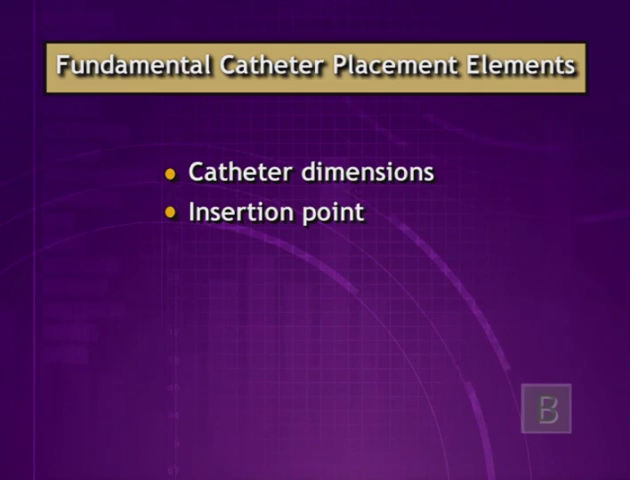 Fundamental Catheter Placement Elements
Catheter dimensions
Insertion point
B